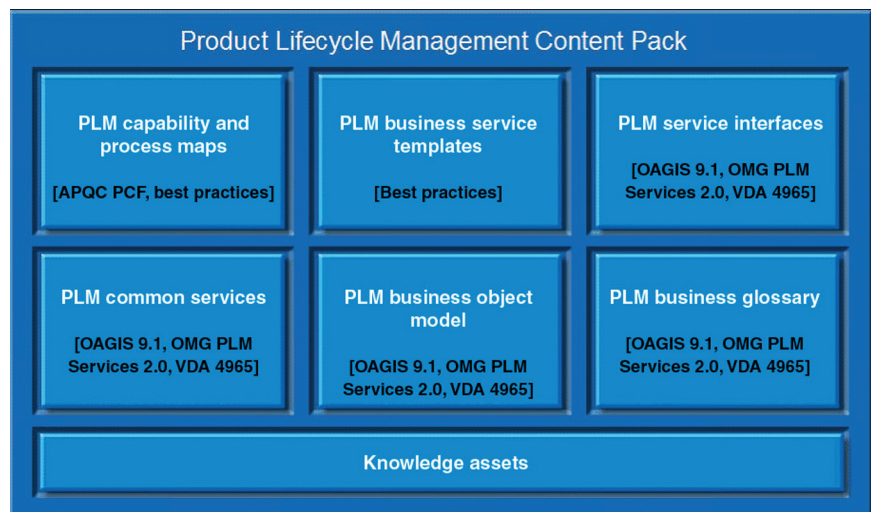 Product Lifecycle Management Content Pack
PLM capability and
process maps
[APQC PCF, best practices]
PLM business service
templates
[Best practices]
PLM service interfaces
[OAGIS 9.1, OMG PLM
Services 2.0, VDA 4965]
PLM common services
[OAGIS 9.1, OMG PLM
Services 2.0, VDA 4965]
PLM business object
model
[OAGIS 9.1, OMG PLM
Services 2.0, VDA 4965]
PLM business glossary
[OAGIS 9.1, OMG PLM
Services 2.0, VDA 4965]
Knowledge assets